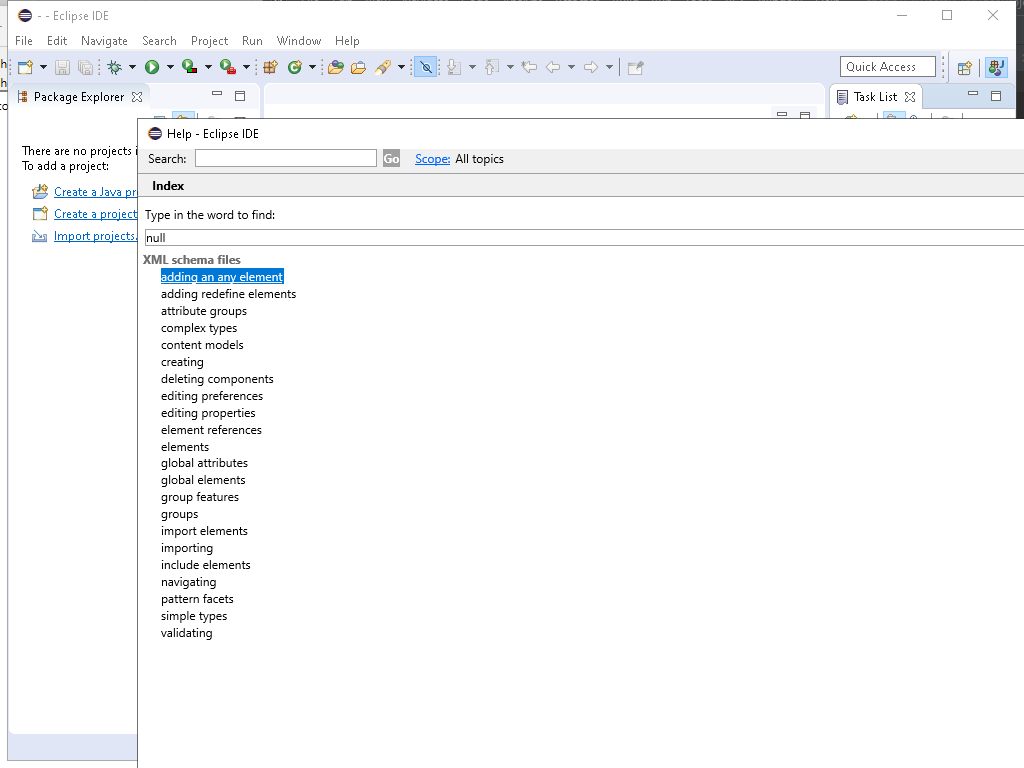 - - Eclipse IDE
File Edit Navigate Search Project Run Window Help
Quick Access
Package Explorer
Task List
There are no projects i
To add a project:
Create a Java pr
Create a project
Import projects.
Help - Eclipse IDE
Search: Go Scope: All topics
Index
Type in the word to find:
null
XML schema files
adding an any element
adding redefine elements
attribute groups
complex types
content models
creating
deleting components
editing preferences
editing properties
element references
elements
global attributes
global elements
group features
groups
import elements
importing
include elements
navigating
pattern facets
simple types
validating